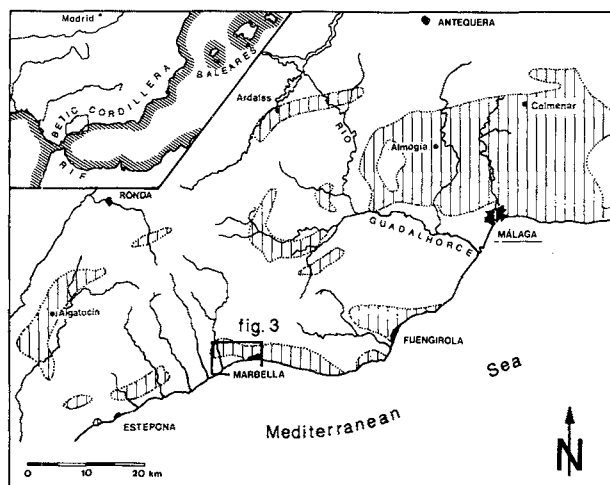 Madrid
ANTEQUERA
BALEARES
BETIC CORDILLERA
RIF
Ardales
RIO
Colmenar
Almogia
RONDA
GUADALHORCE
MÁLAGA
Algatocín
fig. 3
FUENGIROLA
MARBELLA
Sea
ESTEPONA
Mediterranean
0 10 20 km
N